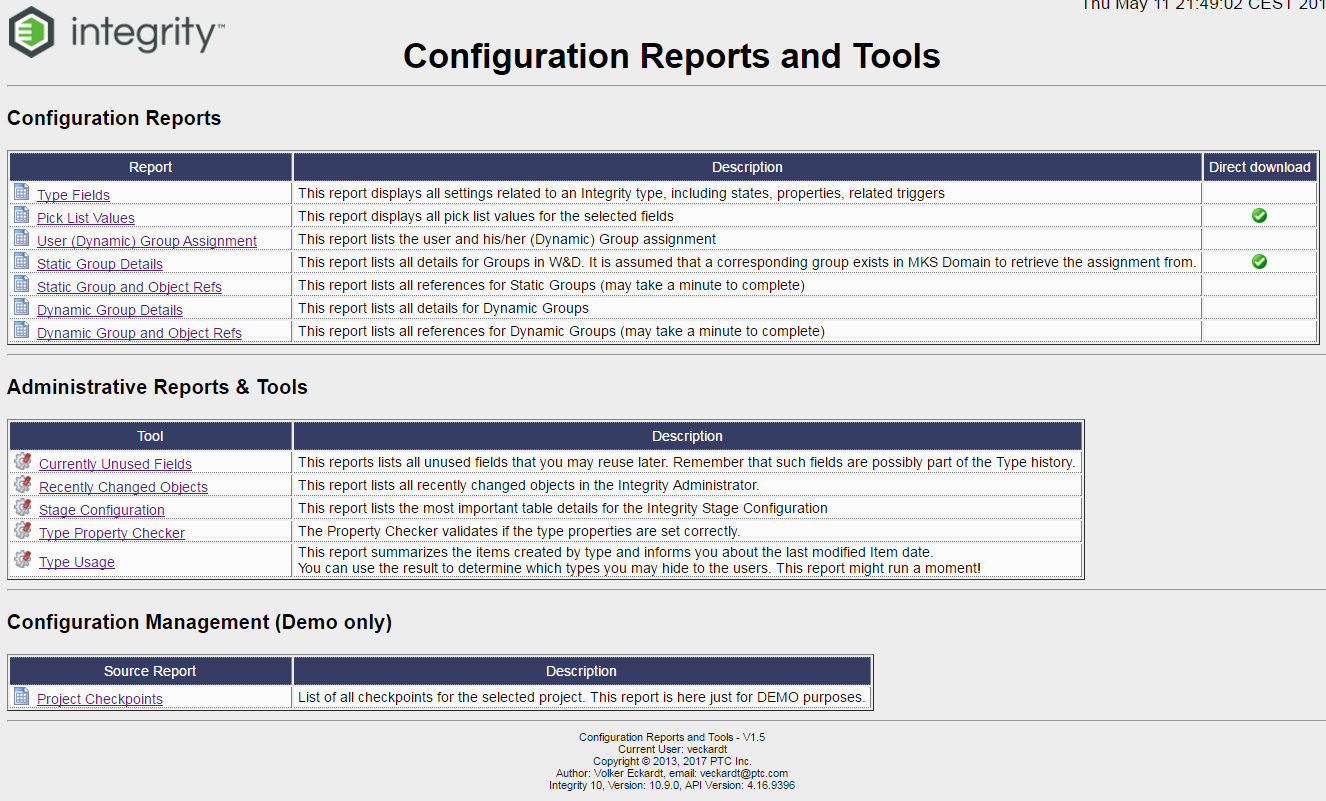 Thu May 11 21:49:02 CEST 201
integrity™
Configuration Reports and Tools
Configuration Reports
Report Description Direct download
Type Fields This report displays all settings related to an Integrity type, including states, properties, related triggers
Pick List Values This report displays all pick list values for the selected fields
User (Dynamic) Group Assignment This report lists the user and his/her (Dynamic) Group assignment
Static Group Details This report lists all details for Groups in W&D. It is assumed that a corresponding group exists in MKS Domain to retrieve the assignment from.
Static Group and Object Refs This report lists all references for Static Groups (may take a minute to complete)
Dynamic Group Details This report lists all details for Dynamic Groups
Dynamic Group and Object Refs This report lists all references for Dynamic Groups (may take a minute to complete)
Administrative Reports & Tools
Tool Description
Currently Unused Fields This reports lists all unused fields that you may reuse later. Remember that such fields are possibly part of the Type history.
Recently Changed Objects This report lists all recently changed objects in the Integrity Administrator.
Stage Configuration This report lists the most important table details for the Integrity Stage Configuration
Type Property Checker The Property Checker validates if the type properties are set correctly.
Type Usage This report summarizes the items created by type and informs you about the last modified Item date.
You can use the result to determine which types you may hide to the users. This report might run a moment!
Configuration Management (Demo only)
Source Report Description
Project Checkpoints List of all checkpoints for the selected project. This report is here just for DEMO purposes.
Configuration Reports and Tools - V1.5
Current User: veckardt
Copyright © 2013, 2017 PTC Inc.
Author: Volker Eckardt, email: veckardt@ptc.com
Integrity 10, Version: 10.9.0, API Version: 4.16.9396